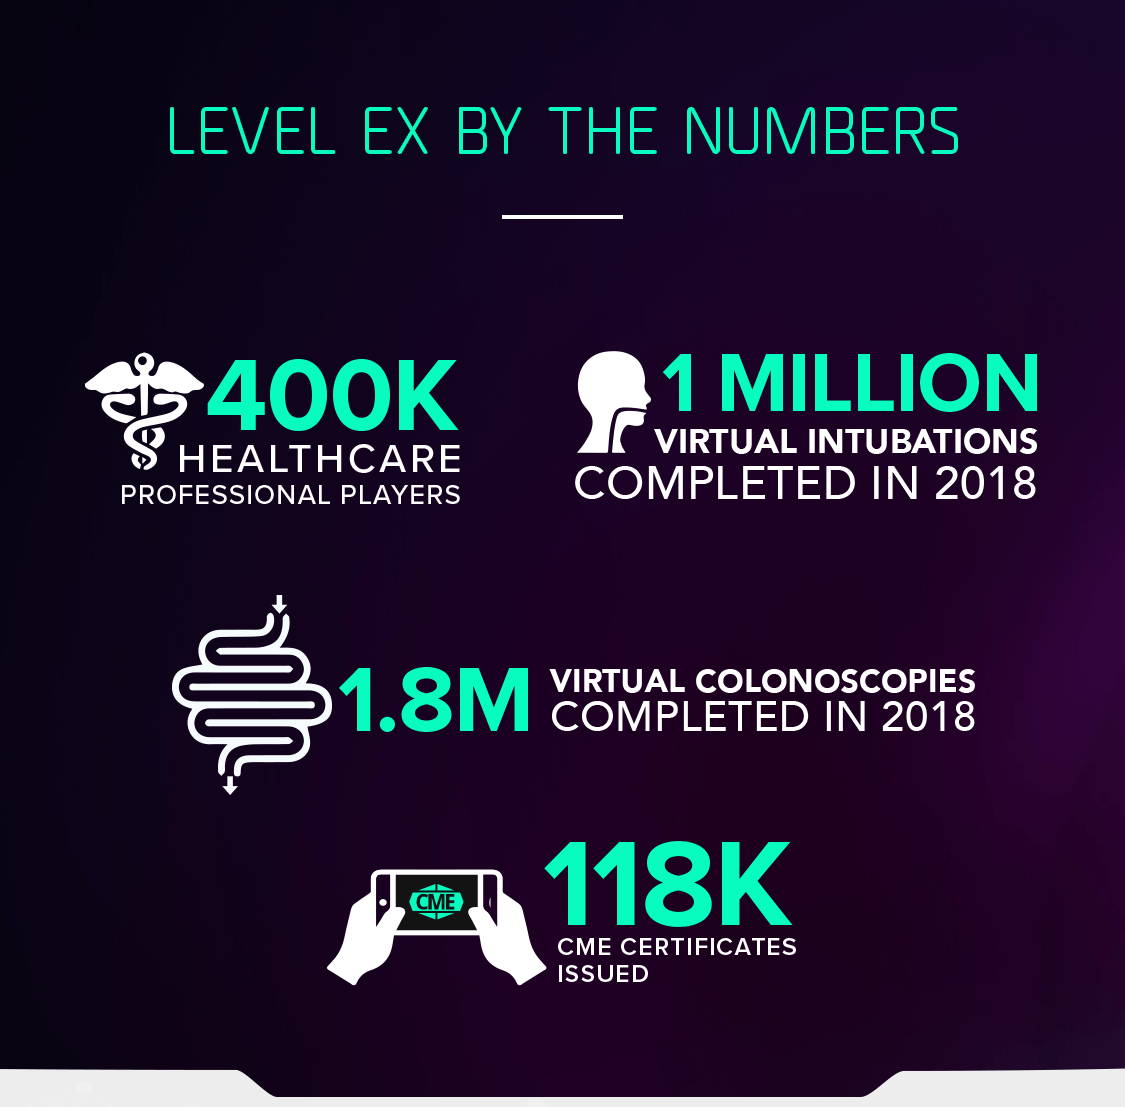 LEVEL EX BY THE NUMBERS
400K
HEALTHCARE
PROFESSIONAL PLAYERS
1 MILLION
VIRTUAL INTUBATIONS
COMPLETED IN 2018
1.8M
VIRTUAL COLONOSCOPIES
COMPLETED IN 2018
CME
118K
CME CERTIFICATES
ISSUED